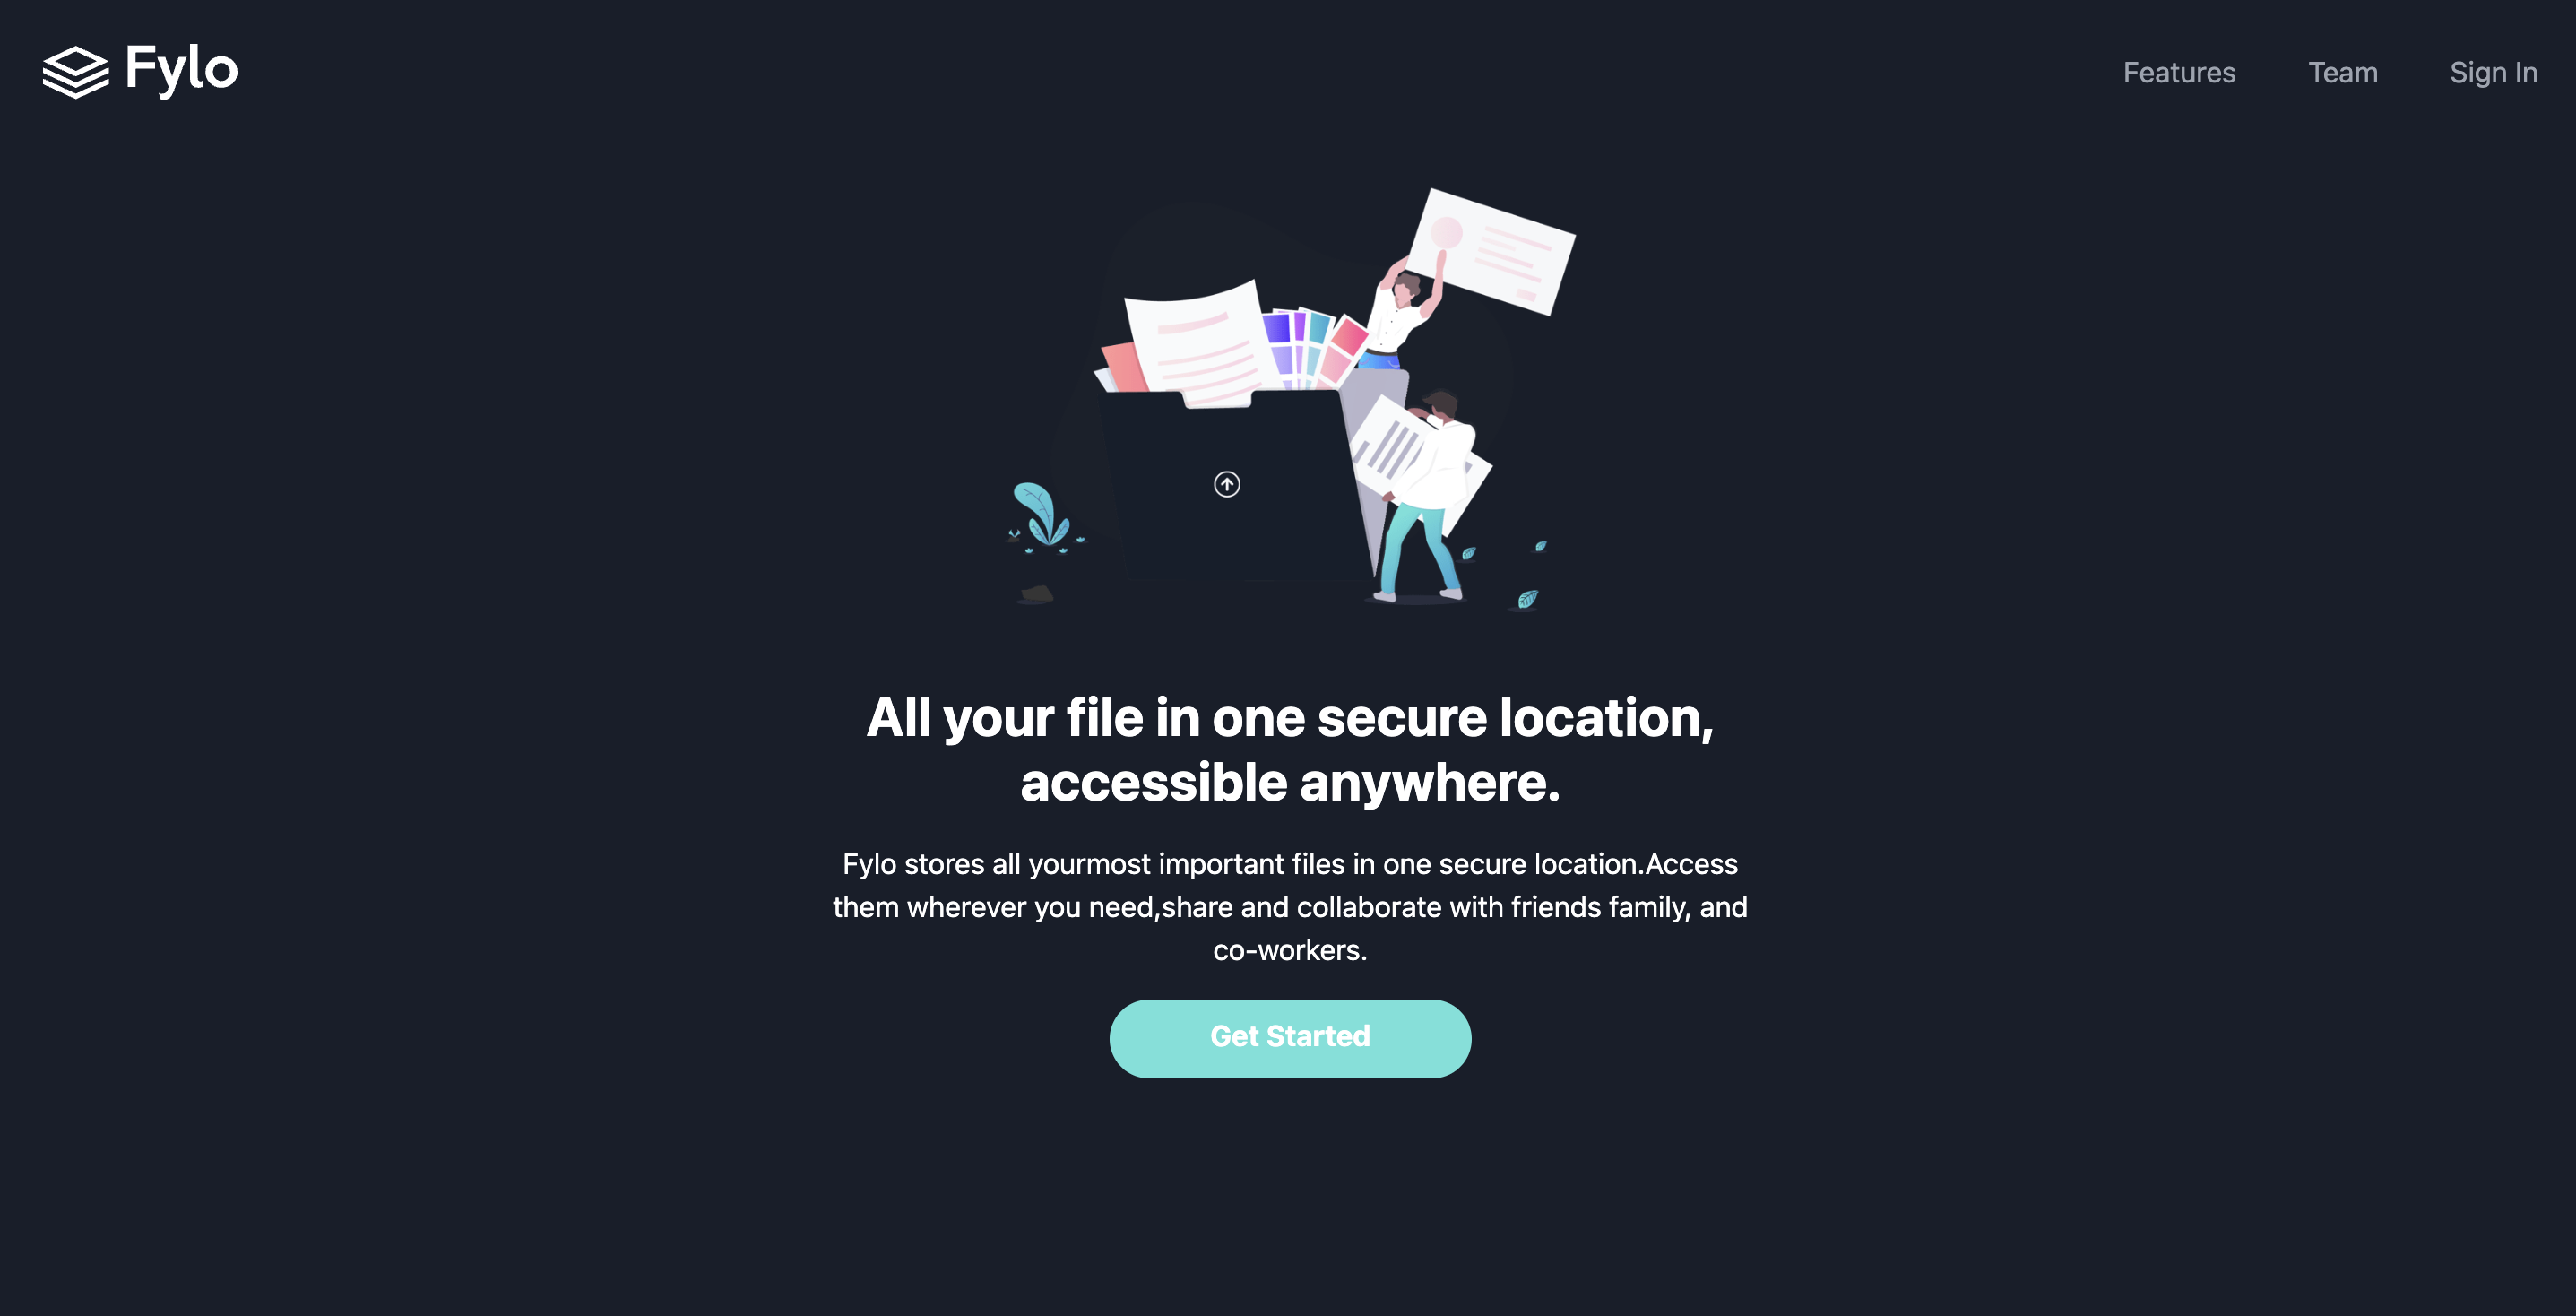 Fylo
Features
Team
Sign In
All your file in one secure location,
accessible anywhere.
Fylo stores all yourmost important files in one secure location.Access
them wherever you need,share and collaborate with friends family, and
co-workers.
Get Started